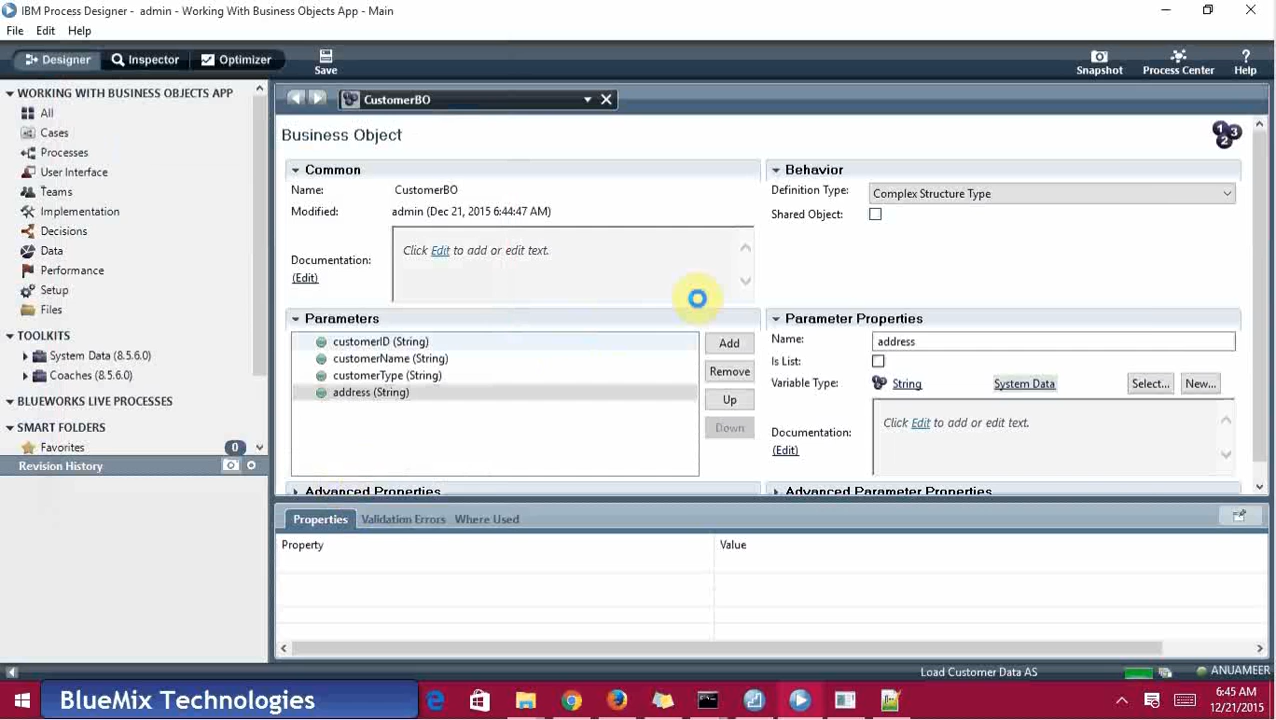 IBM Process Designer - admin - Working With Business Objects App - Main
File Edit Help
Designer Inspector Optimizer Save Snapshot Process Center Help
WORKING WITH BUSINESS OBJECTS APP
All
Cases
Processes
User Interface
Teams
Implementation
Decisions
Data
Performance
Setup
Files
TOOLKITS
System Data (8.5.6.0)
Coaches (8.5.6.0)
BLUEWORKS LIVE PROCESSES
SMART FOLDERS
Favorites 0
Revision History
CustomerBO
Business Object
1 2 3
Common
Name: CustomerBO
Modified: admin (Dec 21, 2015 6:44:47 AM)
Documentation:
(Edit)
Click Edit to add or edit text.
Behavior
Definition Type: Complex Structure Type
Shared Object:
Parameters
customerID (String)
customerName (String)
customerType (String)
address (String)
Add
Remove
Up
Down
Parameter Properties
Name: address
Is List:
Variable Type: String System Data Select... New...
Documentation:
(Edit)
Click Edit to add or edit text.
Advanced Properties
Advanced Parameter Properties
Properties Validation Errors Where Used
Property Value
Load Customer Data AS ANUAMEER
BlueMix Technologies
6:45 AM
12/21/2015